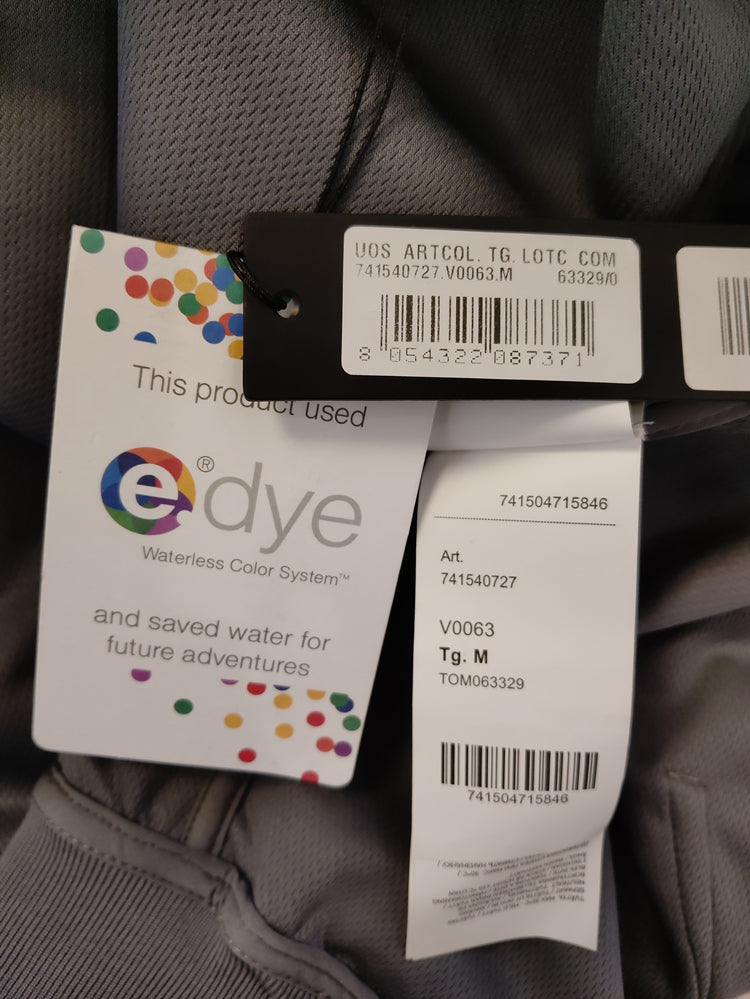 UOS ARTCOL. TG. LOTC COM
741540727.V0063.M 63329/0
8 054322 087371
This product used
e®dye
Waterless Color System™
and saved water for
future adventures
741504715846
Art.
741540727
V0063
Tg. M
TOM063329
741504715846